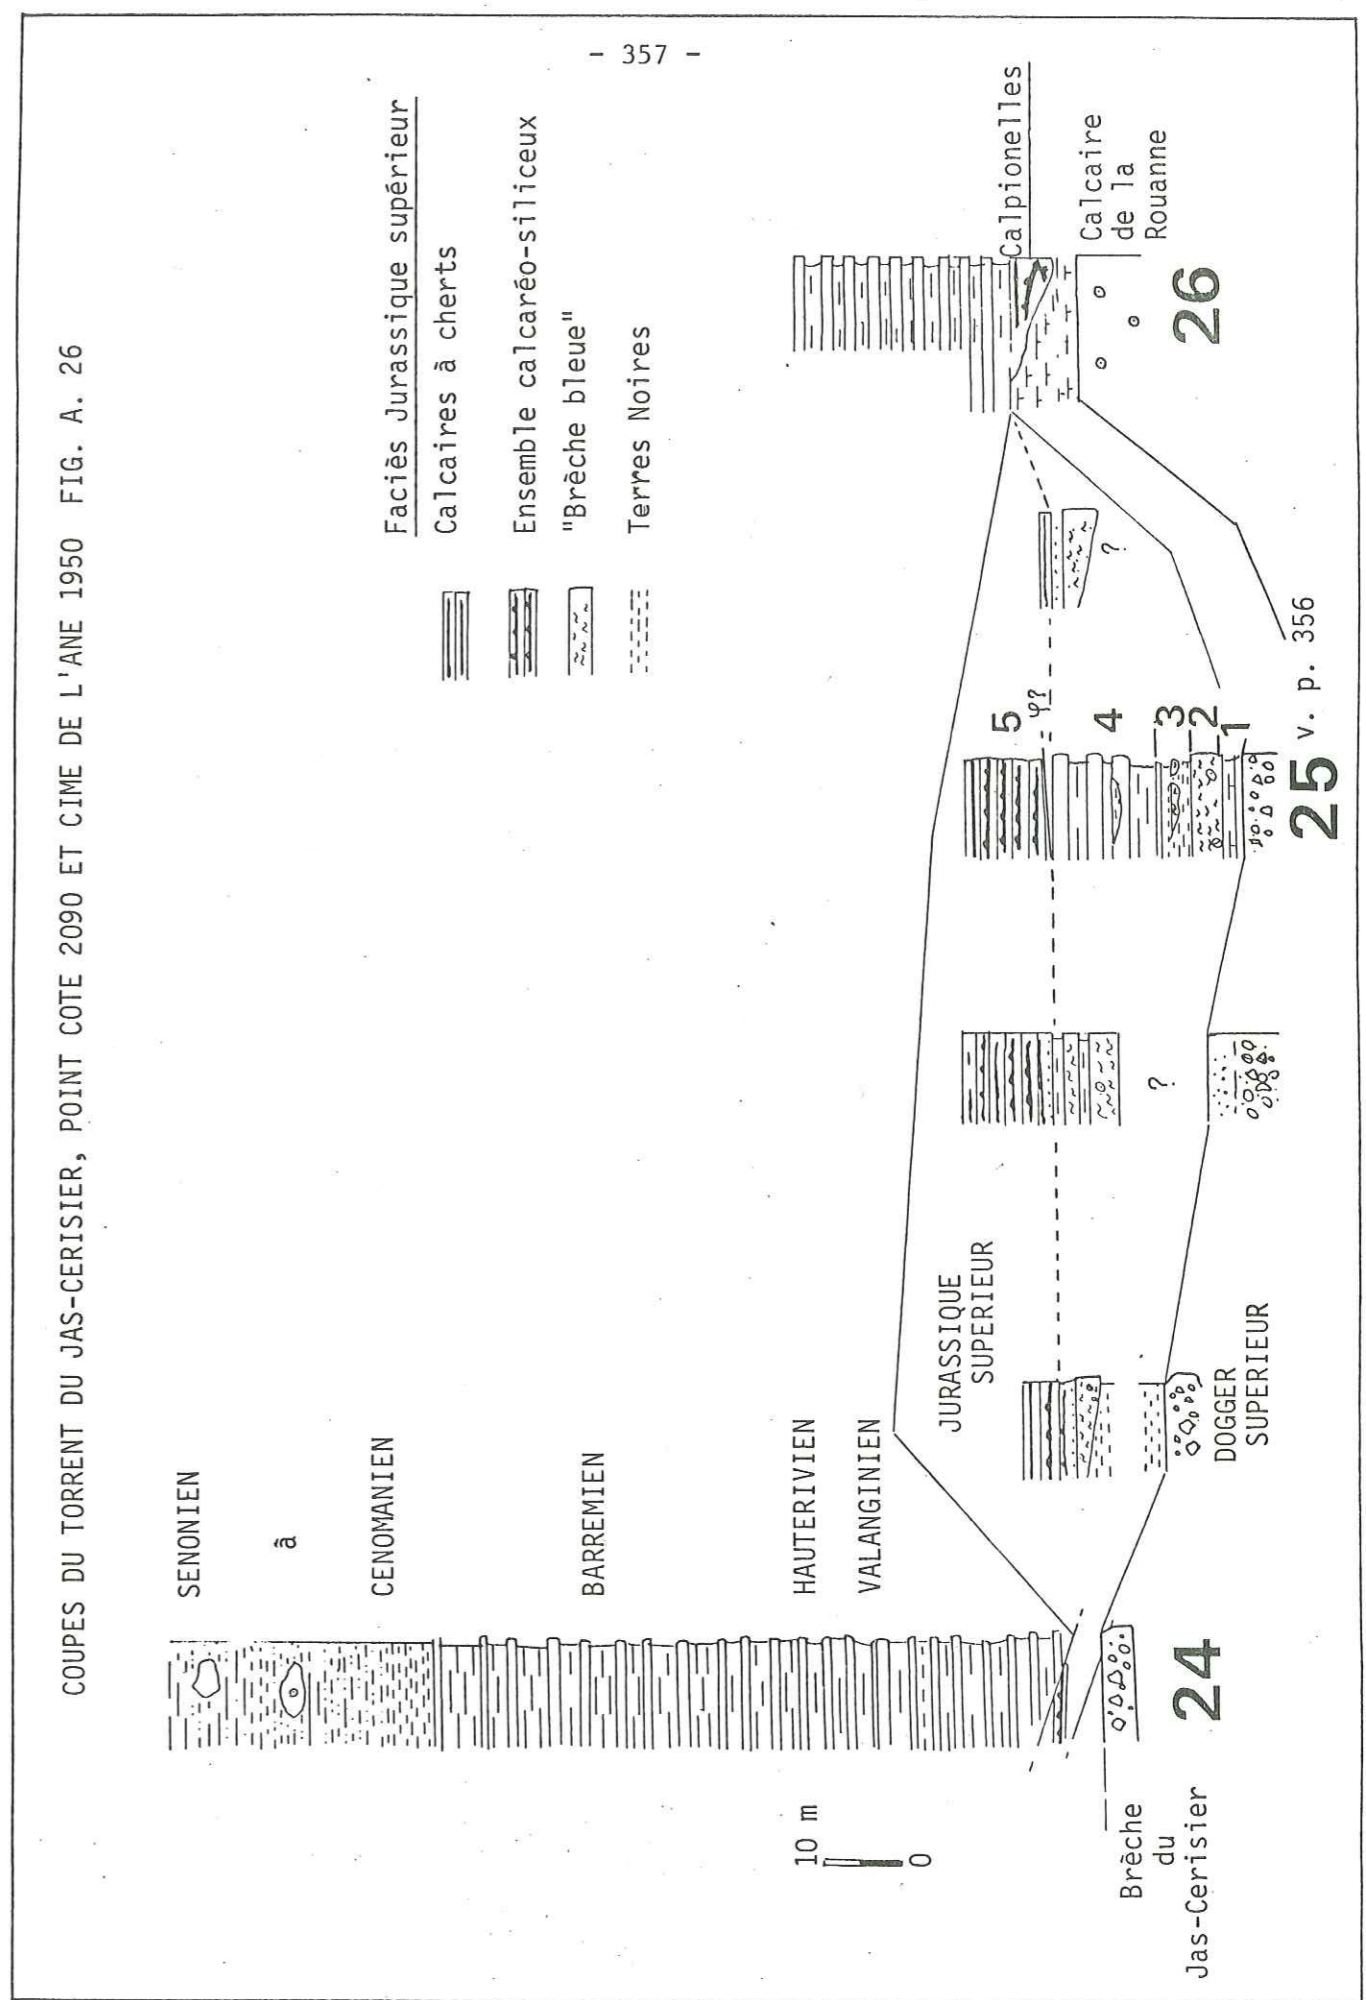 - 357 -
COUPES DU TORRENT DU JAS-CERISIER, POINT COTE 2090 ET CIME DE L'ANE 1950 FIG. A. 26
Faciès Jurassique supérieur
Calcaires à cherts
Ensemble calcaréo-siliceux
"Brèche bleue"
Terres Noires
SENONIEN
à
CENOMANIEN
BARREMIEN
HAUTERIVIEN
VALANGINIEN
JURASSIQUE
SUPERIEUR
DOGGER
SUPERIEUR
10 m
0
Brèche
du
Jas-Cerisier
24
?
5
φ?
4
3
2
1
25
v. p. 356
?
Calpionelles
Calcaire
de la
Rouanne
26